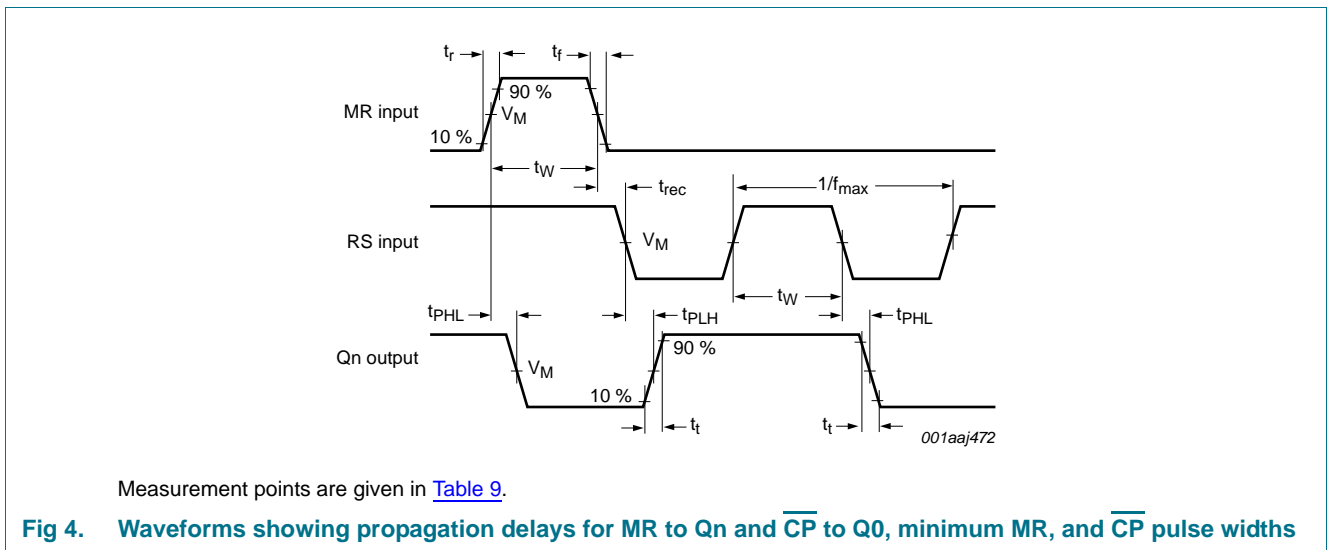 tr
tf
90 %
MR input
VM
10 %
tW
trec
1/fmax
RS input
VM
tW
tPHL
tPLH
tPHL
90 %
Qn output
VM
10 %
tt
tt
001aaj472
Measurement points are given in Table 9.
Fig 4. Waveforms showing propagation delays for MR to Qn and C̅P̅ to Q0, minimum MR, and C̅P̅ pulse widths